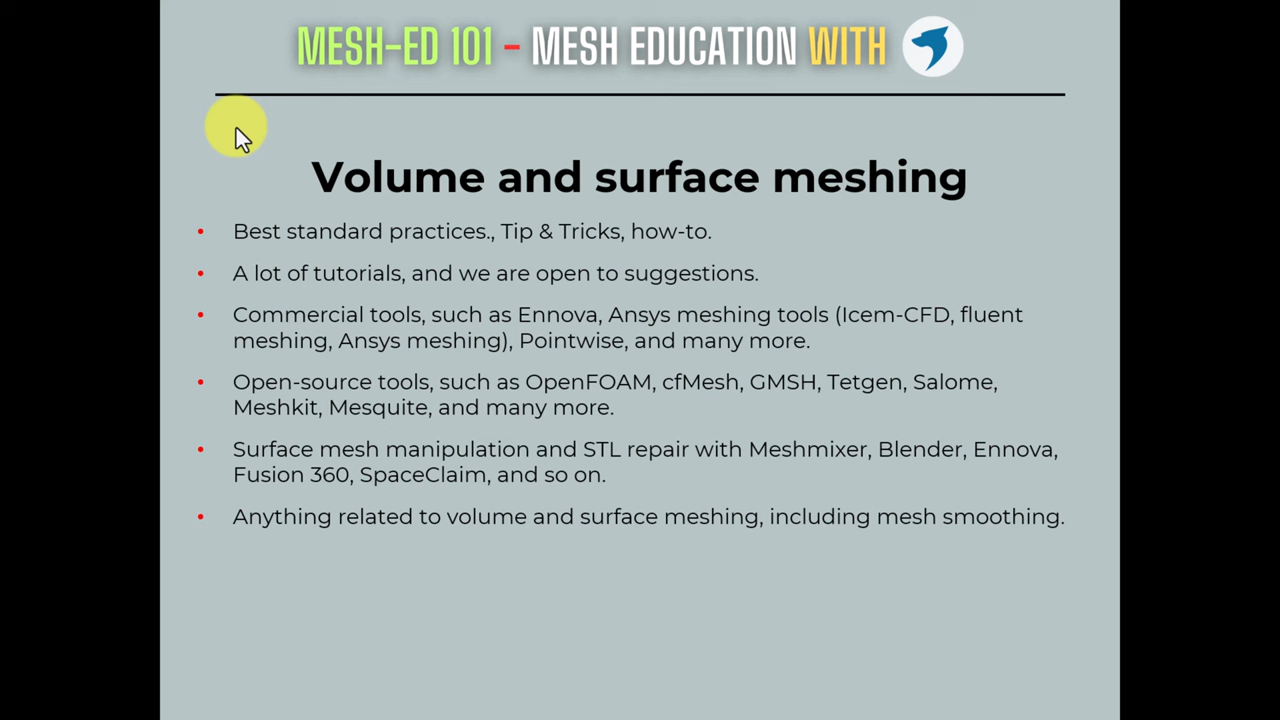 MESH-ED 101 - MESH EDUCATION WITH
Volume and surface meshing
• Best standard practices., Tip & Tricks, how-to.
• A lot of tutorials, and we are open to suggestions.
• Commercial tools, such as Ennova, Ansys meshing tools (Icem-CFD, fluent
meshing, Ansys meshing), Pointwise, and many more.
• Open-source tools, such as OpenFOAM, cfMesh, GMSH, Tetgen, Salome,
Meshkit, Mesquite, and many more.
• Surface mesh manipulation and STL repair with Meshmixer, Blender, Ennova,
Fusion 360, SpaceClaim, and so on.
• Anything related to volume and surface meshing, including mesh smoothing.